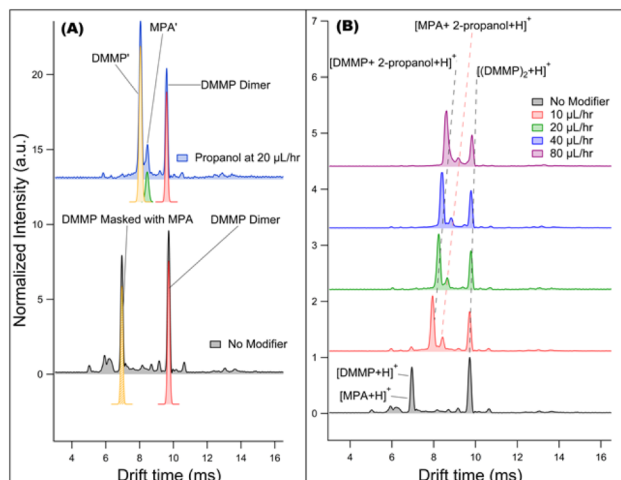 (A)
MPA'
DMMP'
DMMP Dimer
Propanol at 20 µL/hr
DMMP Masked with MPA
DMMP Dimer
No Modifier
Normalized Intensity (a.u.)
20
15
10
5
0
4
6
8
10
12
14
16
Drift time (ms)
(B)
[MPA+ 2-propanol+H]+
[DMMP+ 2-propanol+H]+
[(DMMP)2+H]+
No Modifier
10 µL/hr
20 µL/hr
40 µL/hr
80 µL/hr
[DMMP+H]+
[MPA+H]+
7
6
5
4
3
2
1
0
4
6
8
10
12
14
16
Drift time (ms)